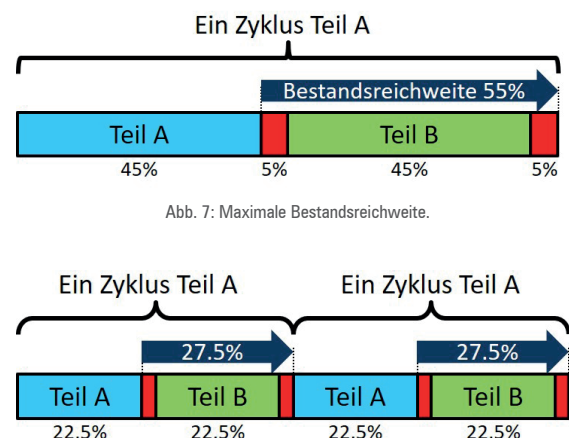 Ein Zyklus Teil A
Bestandsreichweite 55%
Teil A Teil B
45% 5% 45% 5%
Abb. 7: Maximale Bestandsreichweite.
Ein Zyklus Teil A Ein Zyklus Teil A
27.5% 27.5%
Teil A Teil B Teil A Teil B
22.5% 22.5% 22.5% 22.5%